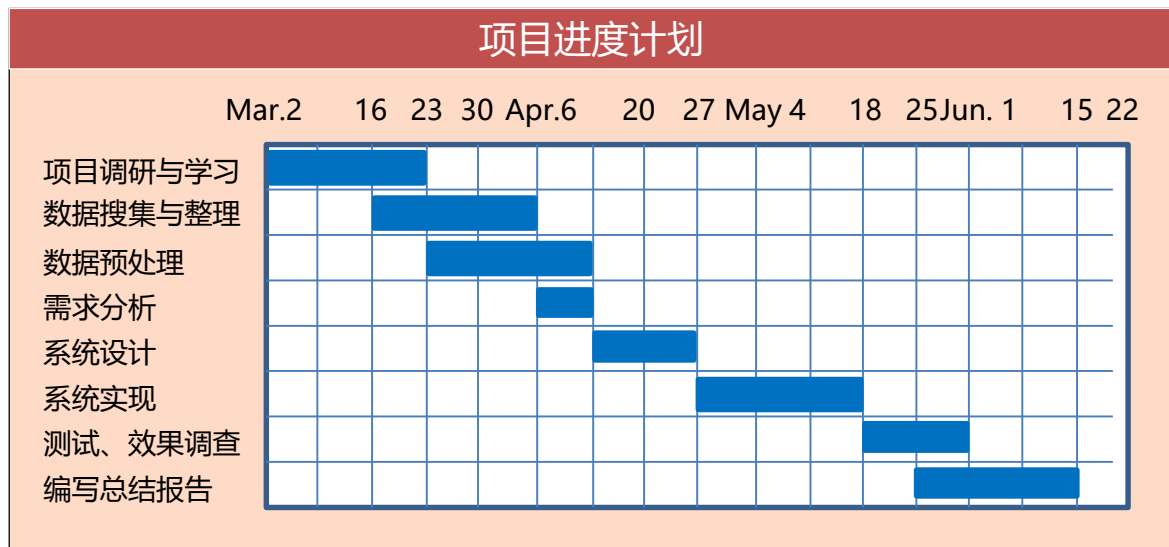 项目进度计划
Mar.2 16 23 30 Apr.6 20 27 May 4 18 25Jun. 1 15 22
项目调研与学习
数据搜集与整理
数据预处理
需求分析
系统设计
系统实现
测试、效果调查
编写总结报告